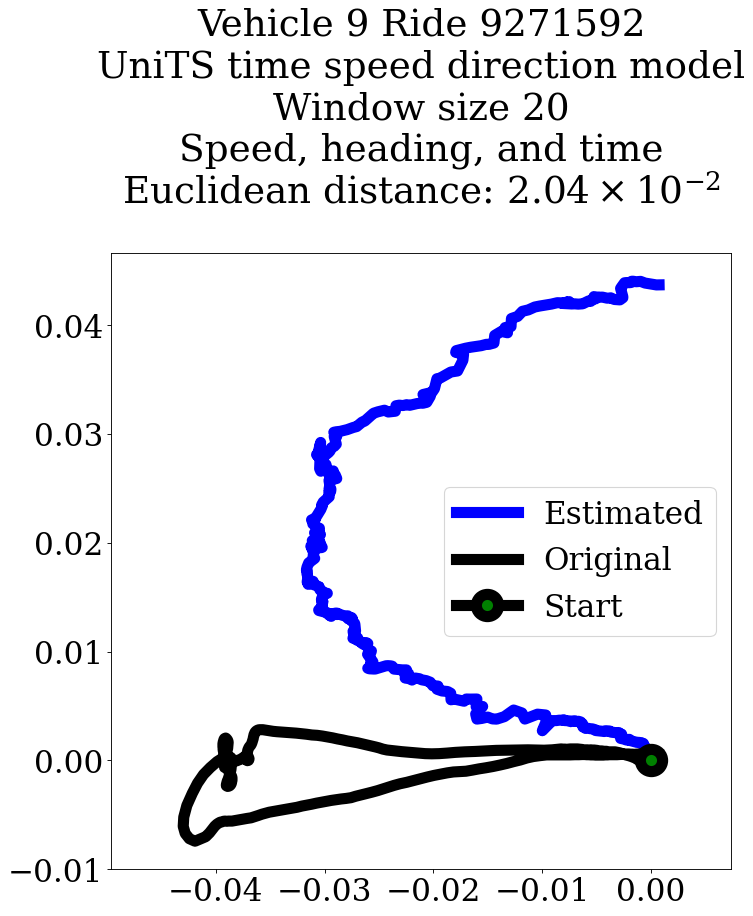 Vehicle 9 Ride 9271592
UniTS time speed direction model
Window size 20
Speed, heading, and time
Euclidean distance: 2.04 × 10⁻²
0.04
0.03
0.02
0.01
0.00
−0.01
Estimated
Original
Start
−0.04 −0.03 −0.02 −0.01 0.00